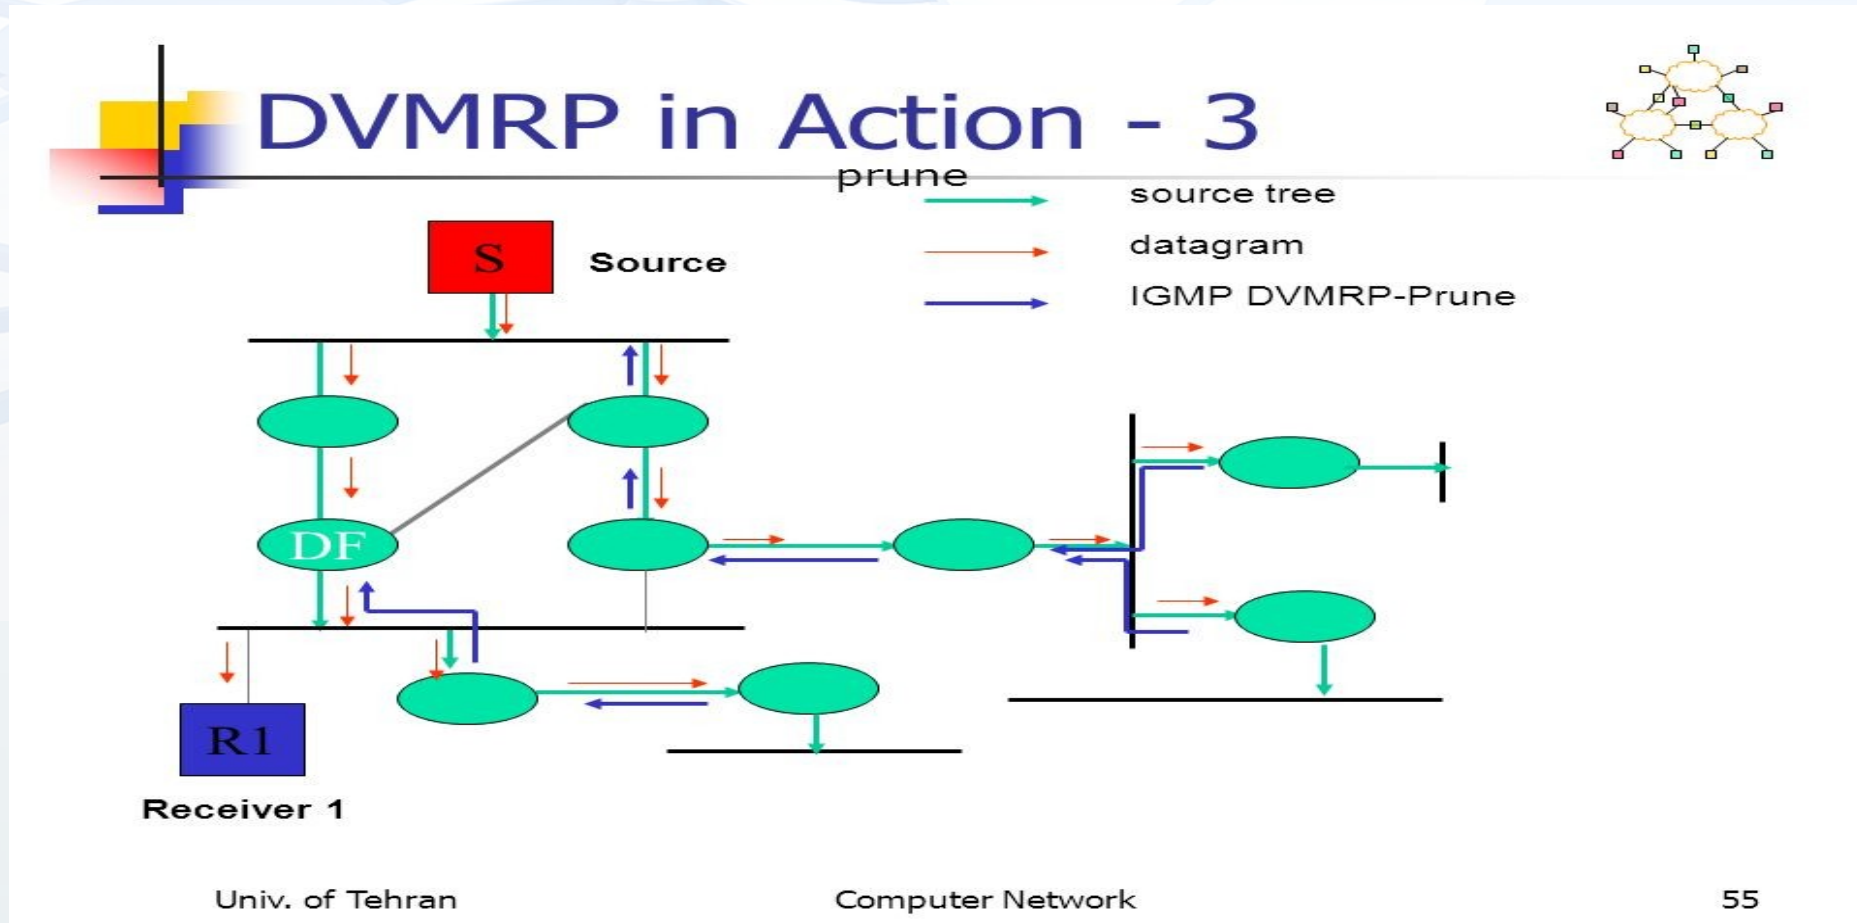 DVMRP in Action - 3
prune
source tree
datagram
IGMP DVMRP-Prune
S
Source
DF
R1
Receiver 1
Univ. of Tehran
Computer Network
55